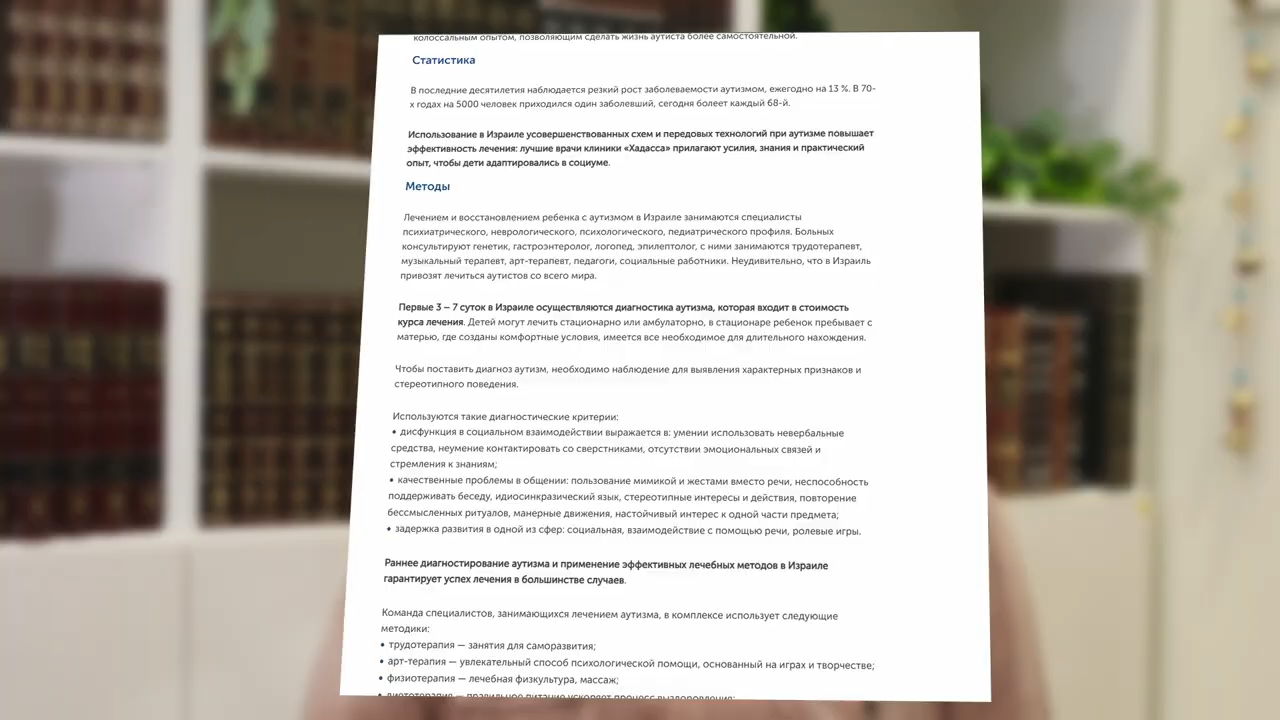 колоссальным опытом, позволяющим сделать жизнь аутиста более самостоятельной.
Статистика
В последние десятилетия наблюдается резкий рост заболеваемости аутизмом, ежегодно на 13 %. В 70-
х годах на 5000 человек приходился один заболевший, сегодня болеет каждый 68-й.
Использование в Израиле усовершенствованных схем и передовых технологий при аутизме повышает
эффективность лечения: лучшие врачи клиники «Хадасса» прилагают усилия, знания и практический
опыт, чтобы дети адаптировались в социуме.
Методы
Лечением и восстановлением ребенка с аутизмом в Израиле занимаются специалисты
психиатрического, неврологического, психологического, педиатрического профиля. Больных
консультируют генетик, гастроэнтеролог, логопед, эпилептолог, с ними занимаются трудотерапевт,
музыкальный терапевт, арт-терапевт, педагоги, социальные работники. Неудивительно, что в Израиль
привозят лечиться аутистов со всего мира.
Первые 3 – 7 суток в Израиле осуществляются диагностика аутизма, которая входит в стоимость
курса лечения. Детей могут лечить стационарно или амбулаторно, в стационаре ребенок пребывает с
матерью, где созданы комфортные условия, имеется все необходимое для длительного нахождения.
Чтобы поставить диагноз аутизм, необходимо наблюдение для выявления характерных признаков и
стереотипного поведения.
Используются такие диагностические критерии:
• дисфункция в социальном взаимодействии выражается в: умении использовать невербальные
средства, неумение контактировать со сверстниками, отсутствии эмоциональных связей и
стремления к знаниям;
• качественные проблемы в общении: пользование мимикой и жестами вместо речи, неспособность
поддерживать беседу, идиосинкразический язык, стереотипные интересы и действия, повторение
бессмысленных ритуалов, манерные движения, настойчивый интерес к одной части предмета;
• задержка развития в одной из сфер: социальная, взаимодействие с помощью речи, ролевые игры.
Раннее диагностирование аутизма и применение эффективных лечебных методов в Израиле
гарантирует успех лечения в большинстве случаев.
Команда специалистов, занимающихся лечением аутизма, в комплексе использует следующие
методики:
• трудотерапия — занятия для саморазвития;
• арт-терапия — увлекательный способ психологической помощи, основанный на играх и творчестве;
• физиотерапия — лечебная физкультура, массаж;
• диетотерапия — правильное питание ускоряет процесс выздоровления;